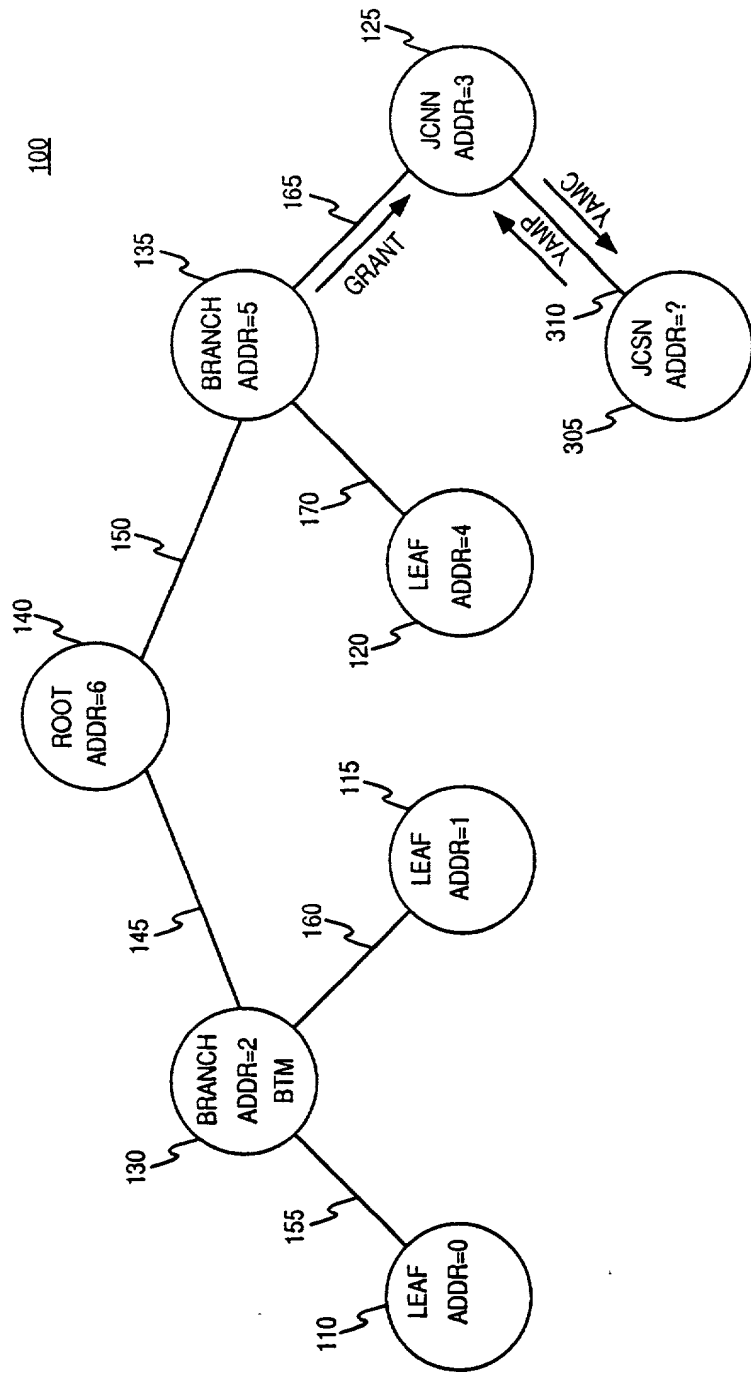 100
140
ROOT
ADDR=6
145
150
130
BRANCH
ADDR=2
BTM
135
BRANCH
ADDR=5
155
160
170
165
GRANT
110
LEAF
ADDR=0
115
LEAF
ADDR=1
120
LEAF
ADDR=4
125
JCNN
ADDR=3
YAMP
YAMC
310
305
JCSN
ADDR=?